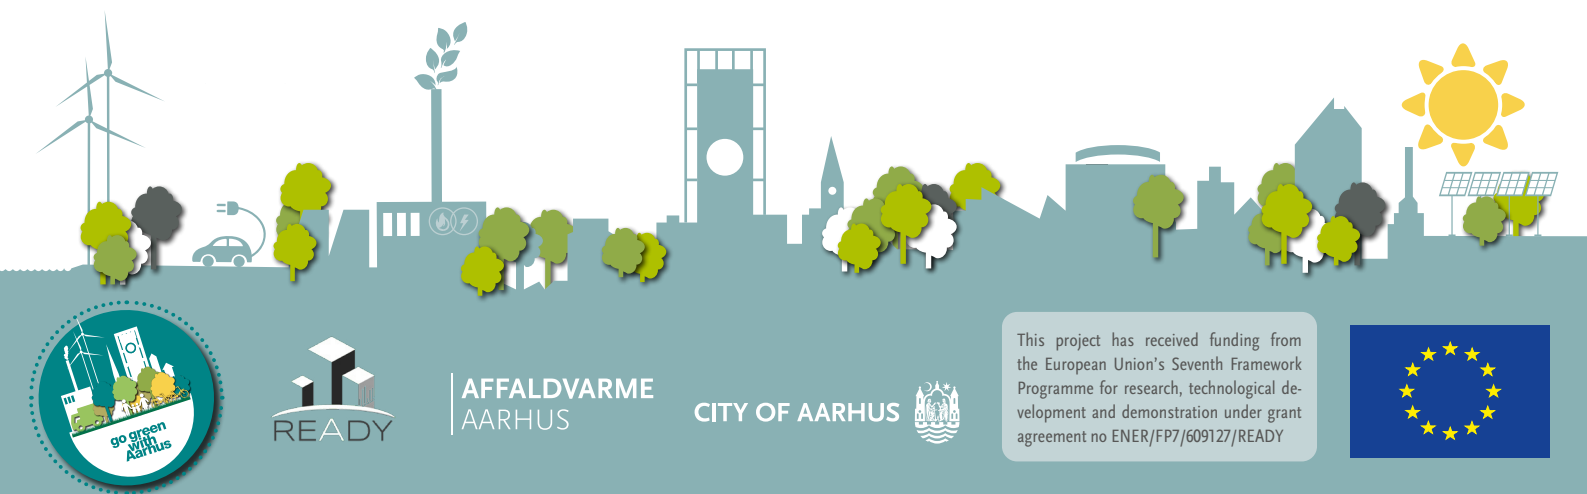 go green
with
Aarhus
READY
AFFALDVARME
AARHUS
CITY OF AARHUS
This project has received funding from
the European Union's Seventh Framework
Programme for research, technological de-
velopment and demonstration under grant
agreement no ENER/FP7/609127/READY